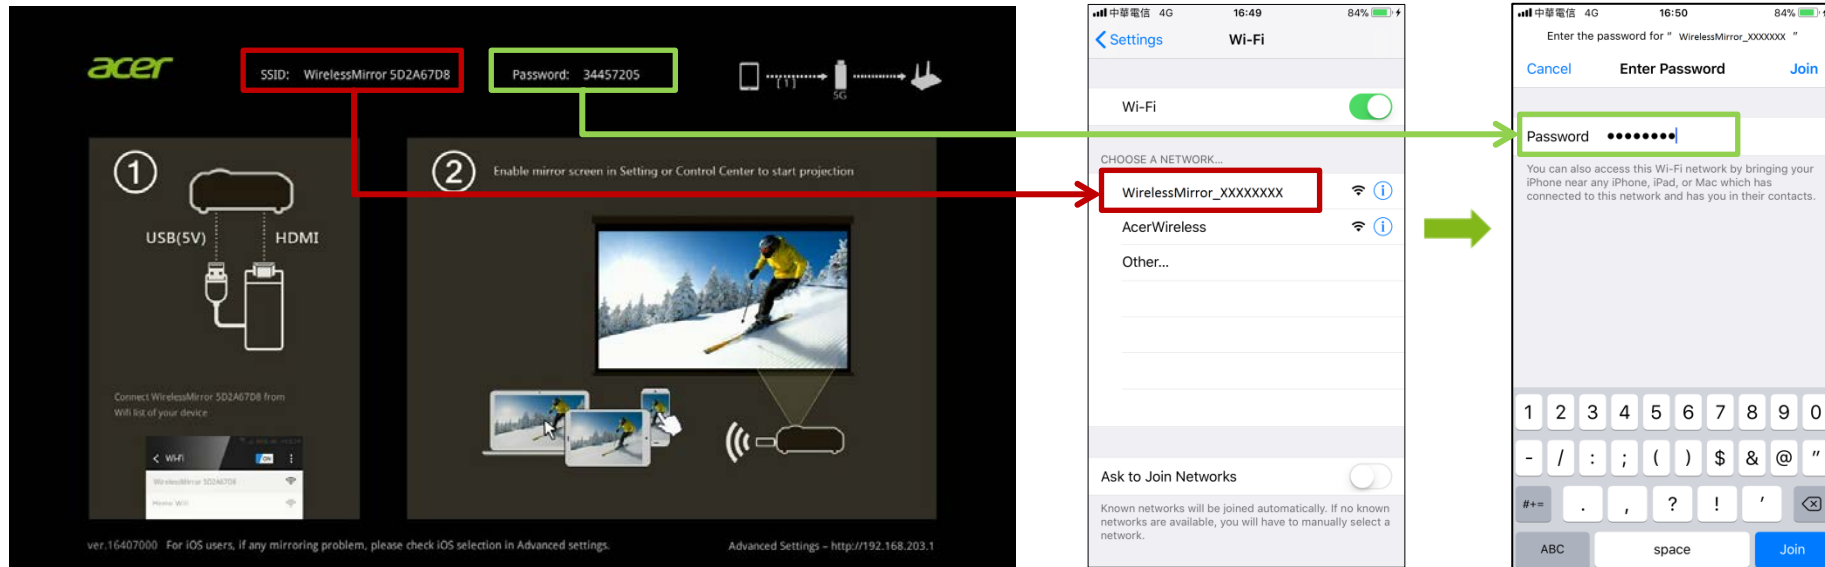 acer
SSID: WirelessMirror 5D2A67D8
Password: 34457205
(1)
5G
1
USB(5V)
HDMI
Connect WirelessMirror 5D2A67D8 from
Wifi list of your device
WI-FI
ON
WirelessMirror 5D2A67D8
Home Wifi
2
Enable mirror screen in Setting or Control Center to start projection
ver.16407000 For iOS users, if any mirroring problem, please check iOS selection in Advanced settings.
Advanced Settings – http://192.168.203.1
中華電信 4G 16:49 84%
Settings Wi-Fi
Wi-Fi
CHOOSE A NETWORK...
WirelessMirror_XXXXXXXX
AcerWireless
Other...
Ask to Join Networks
Known networks will be joined automatically. If no known
networks are available, you will have to manually select a
network.
中華電信 4G 16:50 84%
Enter the password for “ WirelessMirror_XXXXXXX ”
Cancel Enter Password Join
Password ••••••••
You can also access this Wi-Fi network by bringing your
iPhone near any iPhone, iPad, or Mac which has
connected to this network and has you in their contacts.
1 2 3 4 5 6 7 8 9 0
- / : ; ( ) $ & @ "
#+= . , ? ! ’
ABC space Join